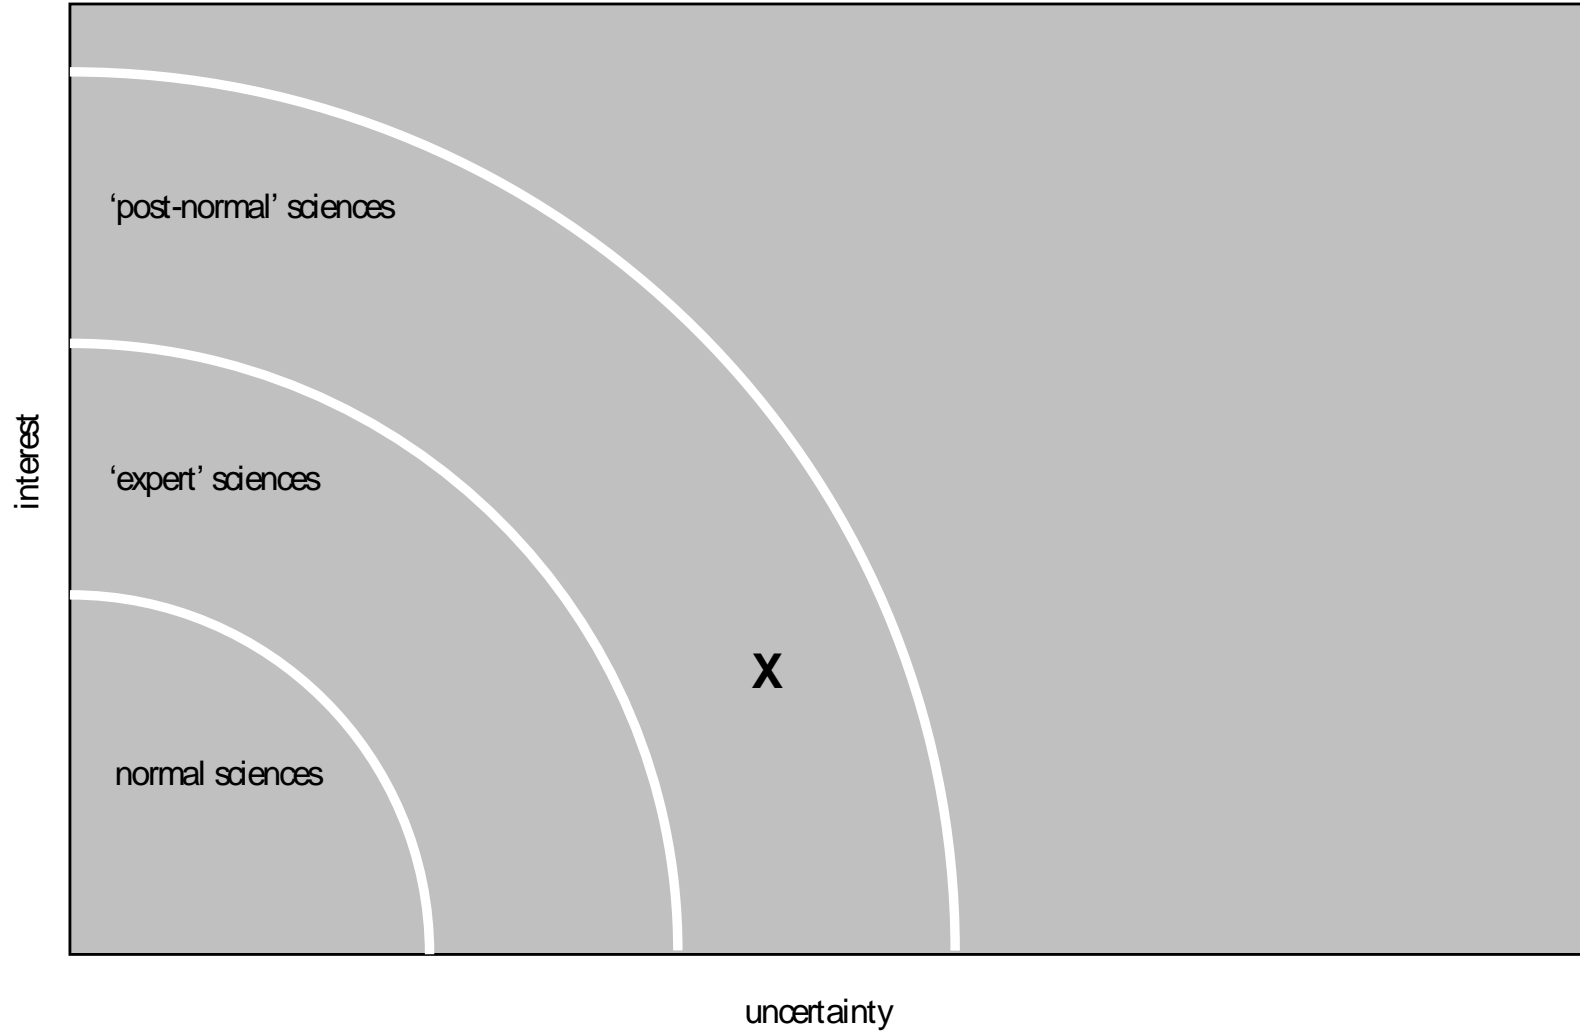 ‘post-normal’ sciences
‘expert’ sciences
interest
X
normal sciences
uncertainty